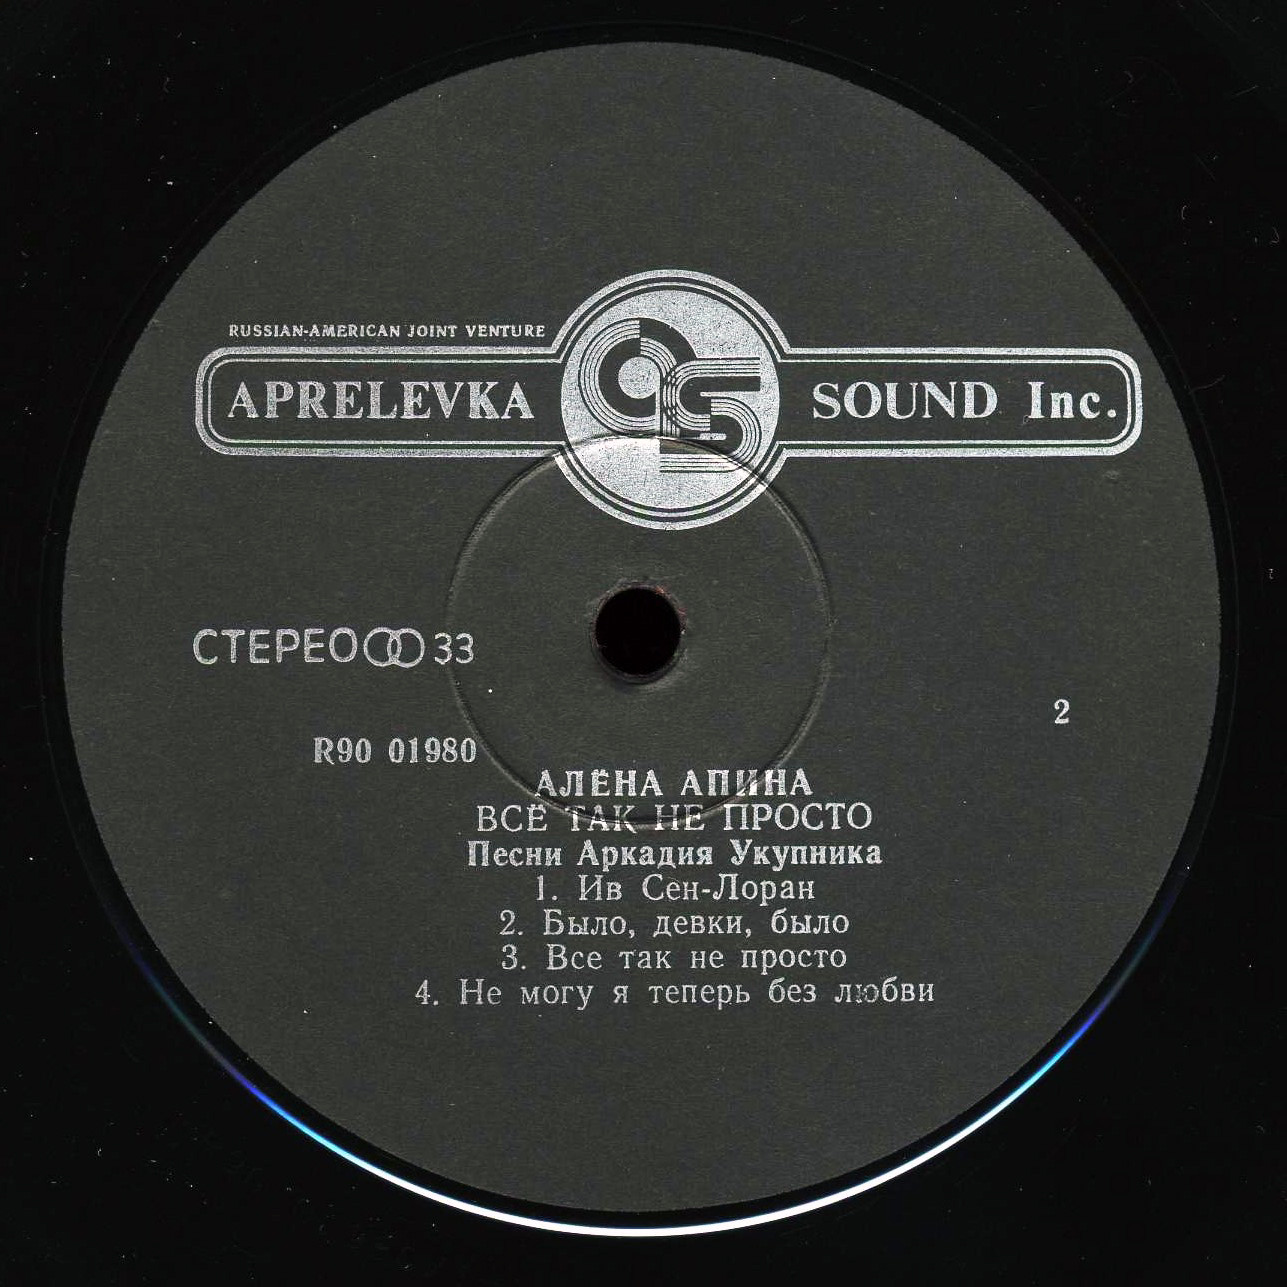 RUSSIAN-AMERICAN JOINT VENTURE
APRELEVKA SOUND Inc.
СТЕРЕО 33
2
R90 01980
АЛЁНА АПИНА
ВСЁ ТАК НЕ ПРОСТО
Песни Аркадия Укупника
1. Ив Сен-Лоран
2. Было, девки, было
3. Все так не просто
4. Не могу я теперь без любви